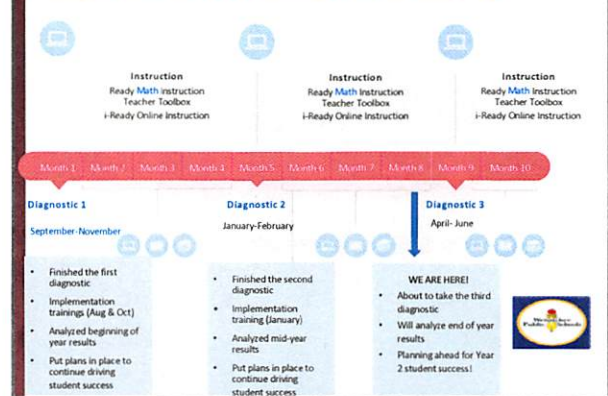 Instruction
Ready Math Instruction
Teacher Toolbox
i-Ready Online Instruction
Instruction
Ready Math Instruction
Teacher Toolbox
i-Ready Online Instruction
Instruction
Ready Math Instruction
Teacher Toolbox
i-Ready Online Instruction
Month 1 Month 2 Month 3 Month 4 Month 5 Month 6 Month 7 Month 8 Month 9 Month 10
Diagnostic 1
September-November
Diagnostic 2
January-February
Diagnostic 3
April- June
• Finished the first
diagnostic
• Implementation
trainings (Aug & Oct)
• Analyzed beginning of
year results
• Put plans in place to
continue driving
student success
• Finished the second
diagnostic
• Implementation
training (January)
• Analyzed mid-year
results
• Put plans in place to
continue driving
student success
WE ARE HERE!
• About to take the third
diagnostic
• Will analyze end of year
results
• Planning ahead for Year
2 student success!
Public Schools